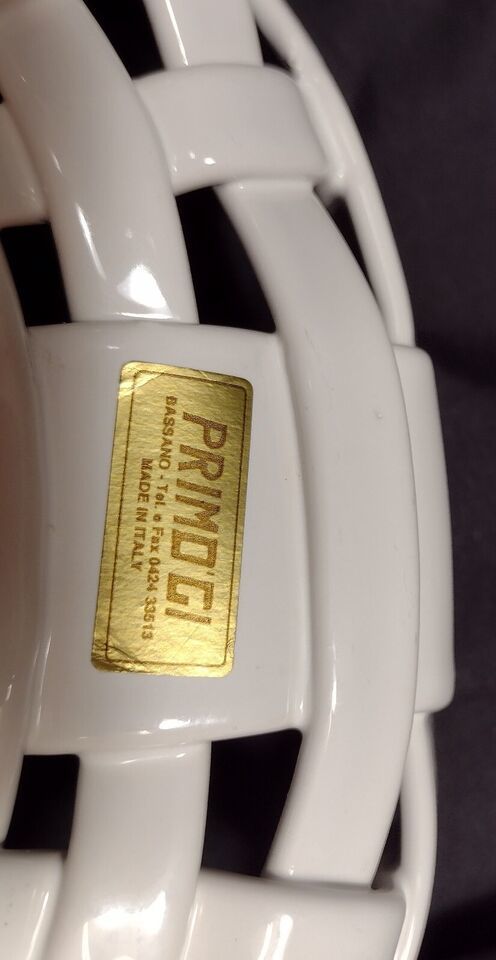 PRIMO'GI
BASSANO - Tel. e Fax 0424 33513
MADE IN ITALY